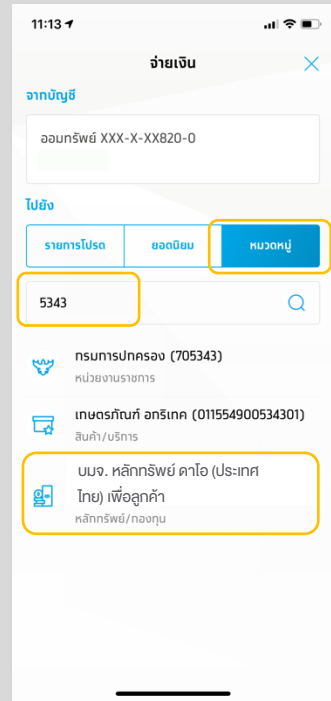 11:13
จ่ายเงิน
จากบัญชี
ออมทรัพย์ XXX-X-XX820-0
ไปยัง
รายการโปรด ยอดนิยม หมวดหมู่
5343
กรมการปกครอง (705343)
หน่วยงานราชการ
เกษตรภัณฑ์ อกริเทค (011554900534301)
สินค้า/บริการ
บมจ. หลักทรัพย์ ดาโอ (ประเทศ
ไทย) เพื่อลูกค้า
หลักทรัพย์/กองทุน